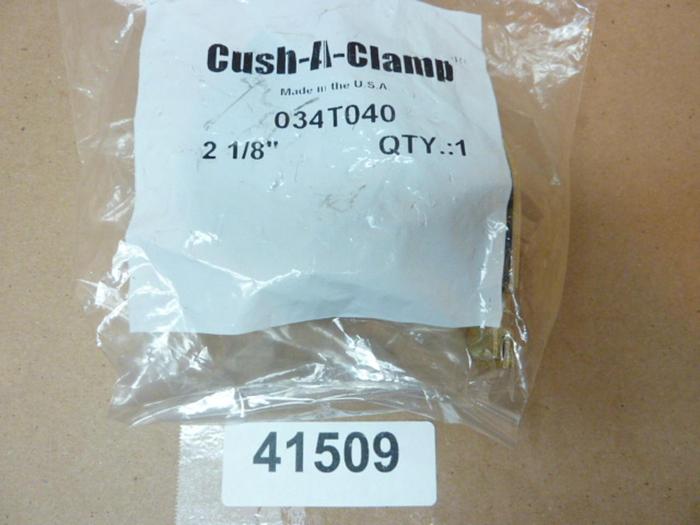 Cush-A-Clamp
Made in the U.S.A.
034T040
2 1/8" QTY.:1
41509